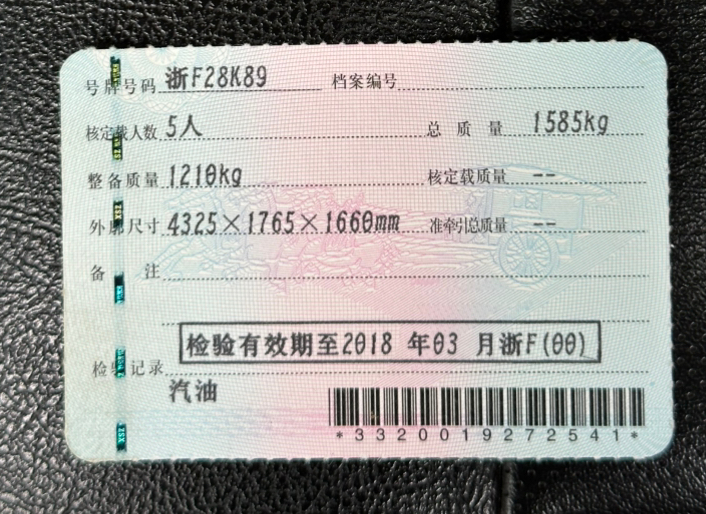 号牌号码 浙F28K89 档案编号
核定载人数 5人 总质量 1585kg
整备质量 1210kg 核定载质量 --
外廓尺寸 4325×1765×1660mm 准牵引总质量 --
备注
检验有效期至2018 年03 月浙F(00)
检验记录
汽油
*3320019272541*